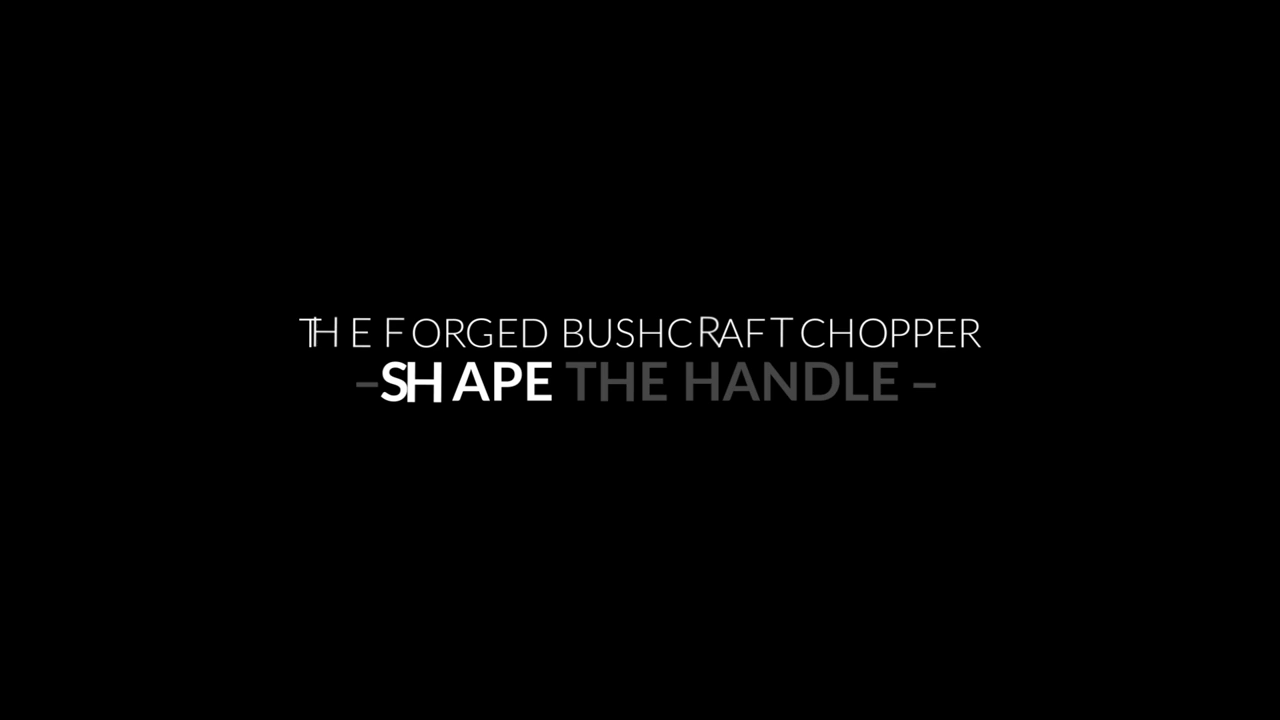 THE FORGED BUSHCRAFT CHOPPER
–SHAPE THE HANDLE –